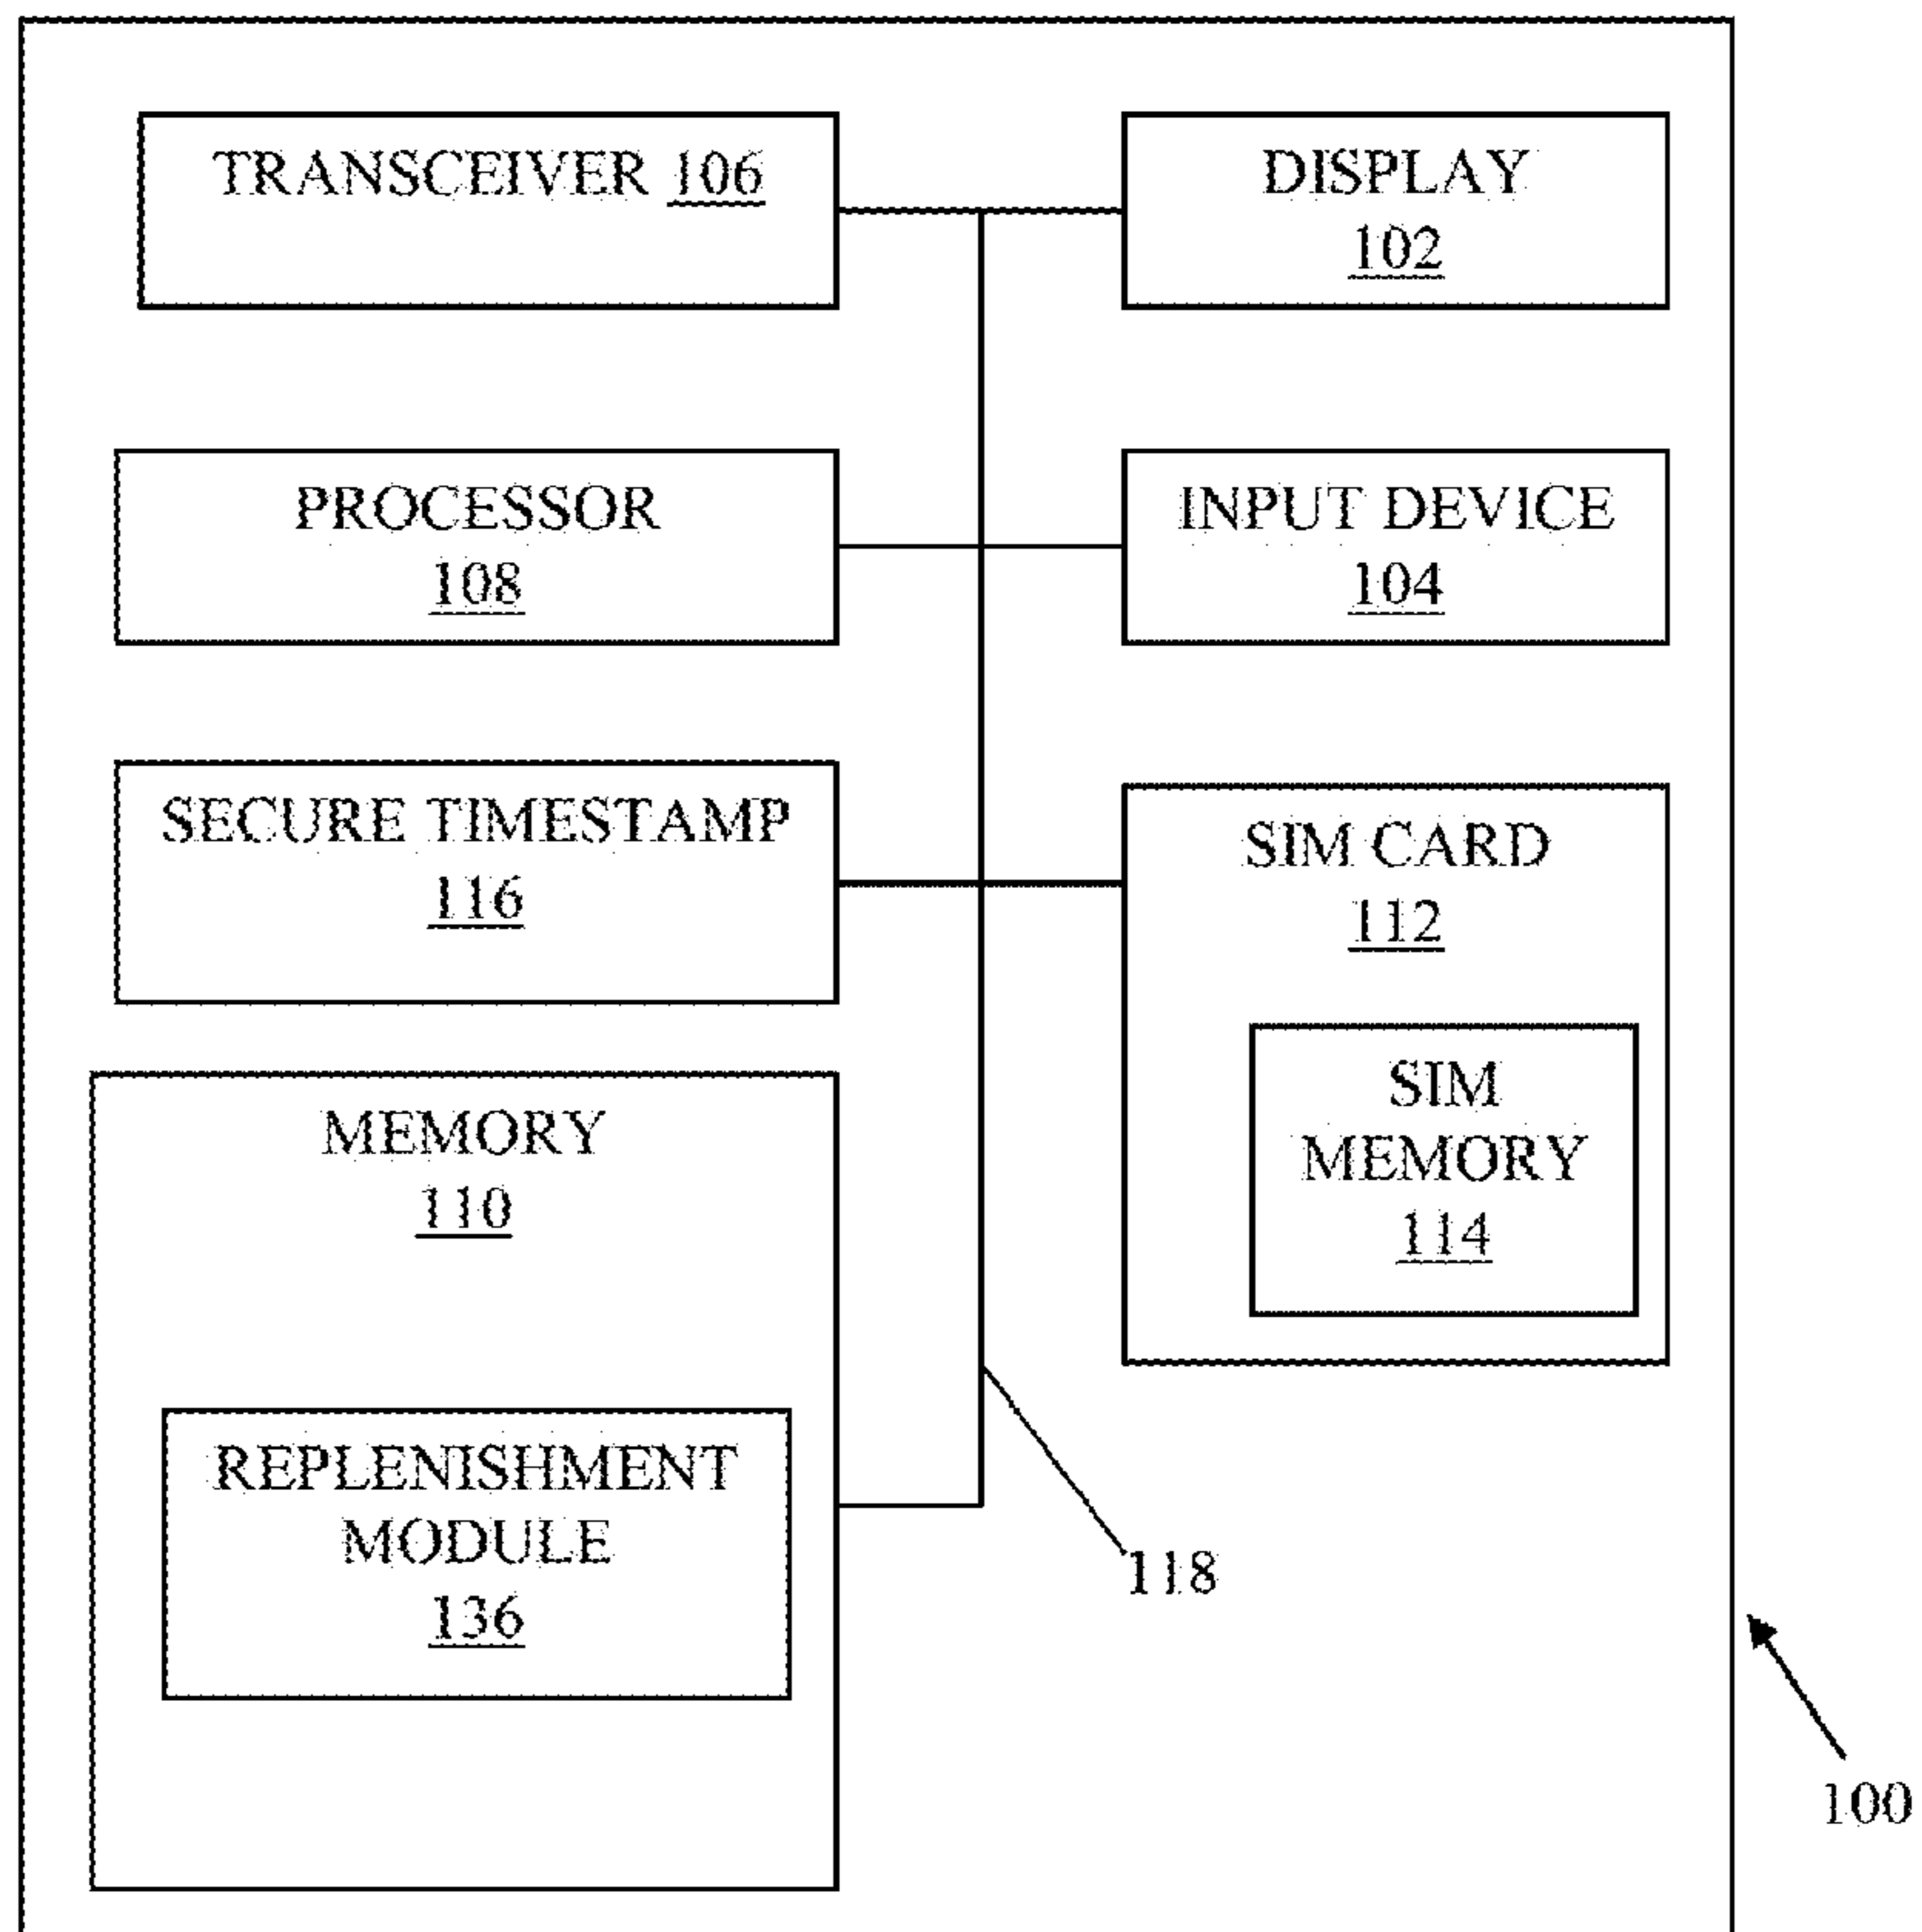 TRANSCEIVER 106
DISPLAY
102
PROCESSOR
108
INPUT DEVICE
104
SECURE TIMESTAMP
116
SIM CARD
112
SIM
MEMORY
114
MEMORY
110
REPLENISHMENT
MODULE
136
118
100